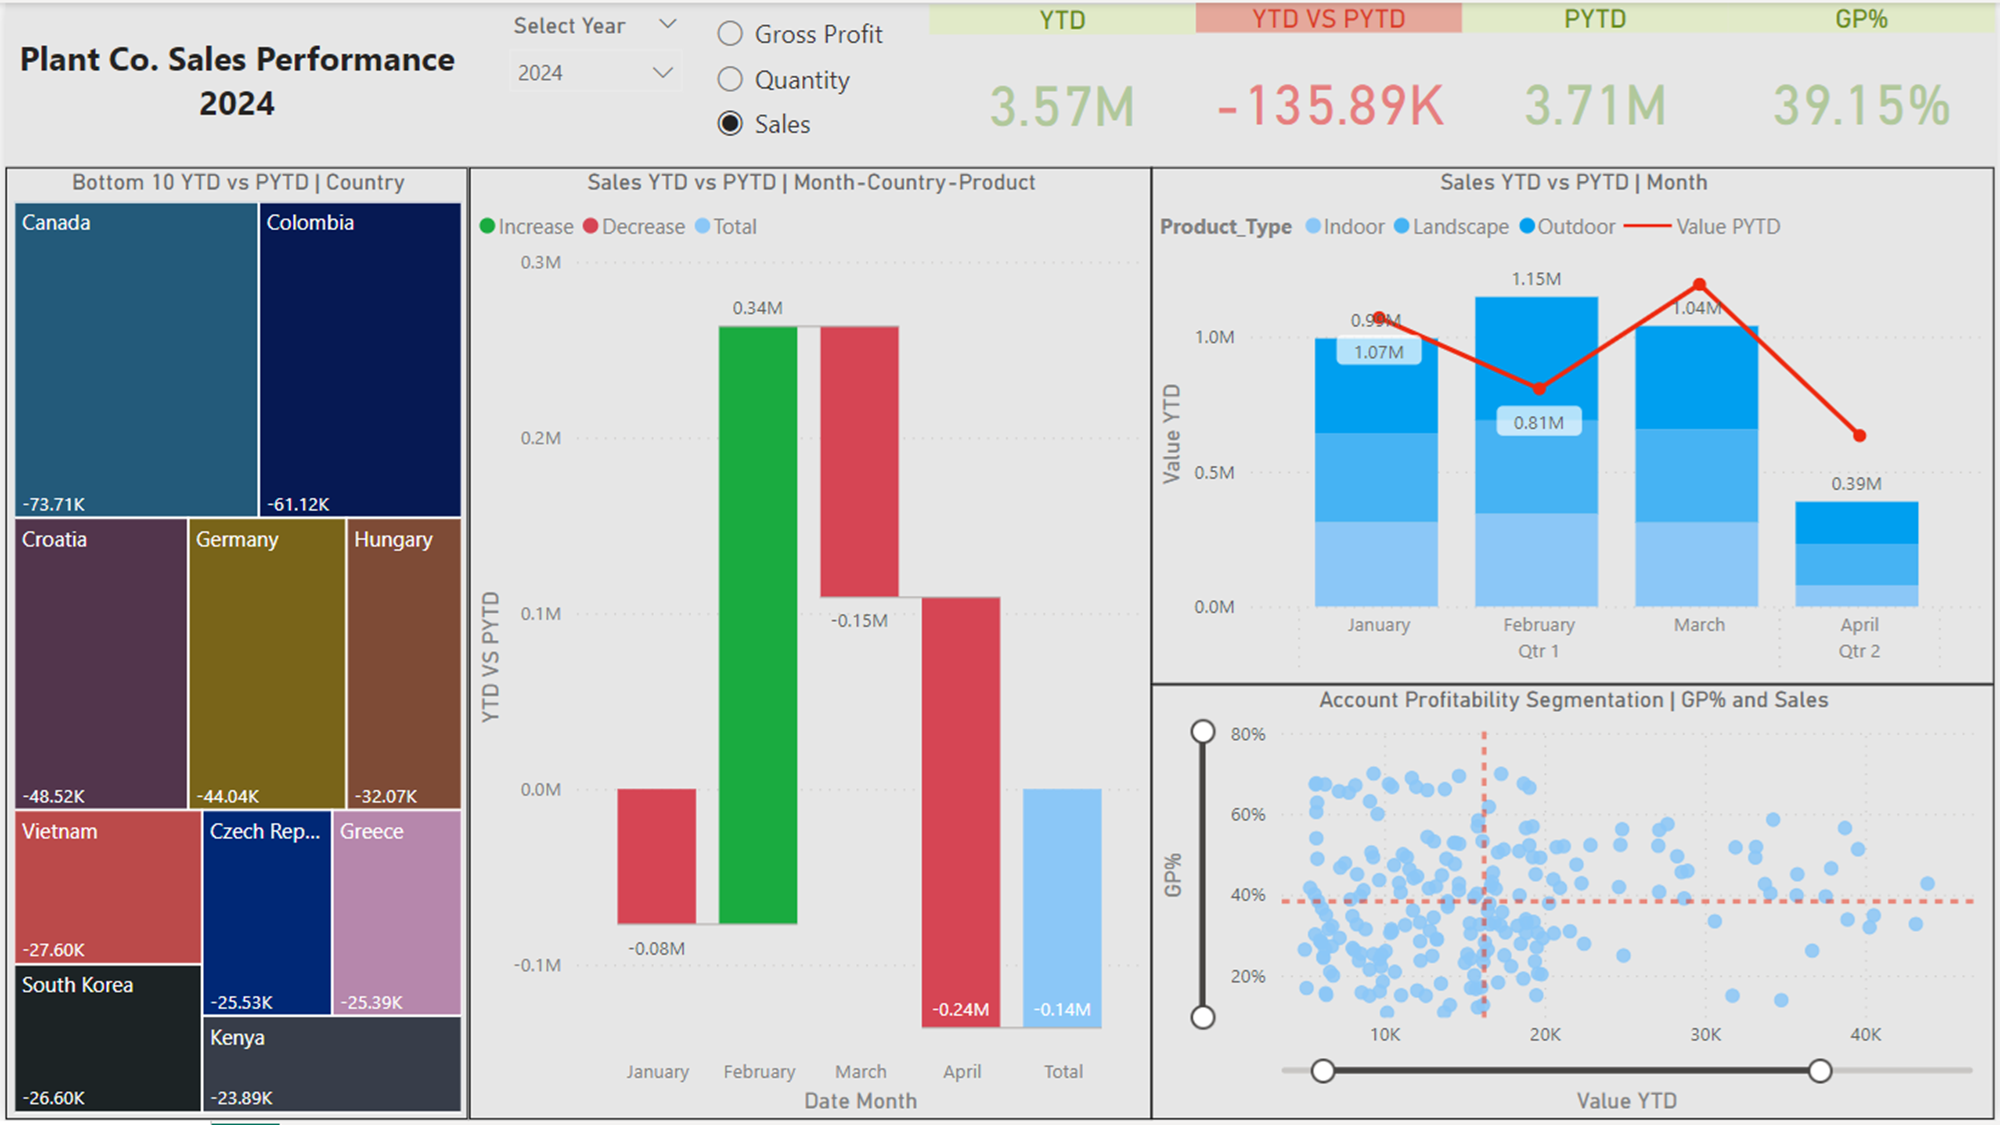 Plant Co. Sales Performance
2024
Select Year
2024
Gross Profit
Quantity
Sales
YTD
3.57M
YTD VS PYTD
-135.89K
PYTD
3.71M
GP%
39.15%
Bottom 10 YTD vs PYTD | Country
Canada
-73.71K
Colombia
-61.12K
Croatia
-48.52K
Germany
-44.04K
Hungary
-32.07K
Vietnam
-27.60K
Czech Rep...
-25.53K
Greece
-25.39K
South Korea
-26.60K
Kenya
-23.89K
Sales YTD vs PYTD | Month-Country-Product
Increase Decrease Total
YTD VS PYTD
0.3M
0.2M
0.1M
0.0M
-0.1M
-0.08M
0.34M
-0.15M
-0.24M
-0.14M
January February March April Total
Date Month
Sales YTD vs PYTD | Month
Product_Type Indoor Landscape Outdoor Value PYTD
Value YTD
1.0M
0.5M
0.0M
0.99M
1.07M
1.15M
0.81M
1.04M
0.39M
January February March April
Qtr 1 Qtr 2
Account Profitability Segmentation | GP% and Sales
GP%
80%
60%
40%
20%
10K 20K 30K 40K
Value YTD